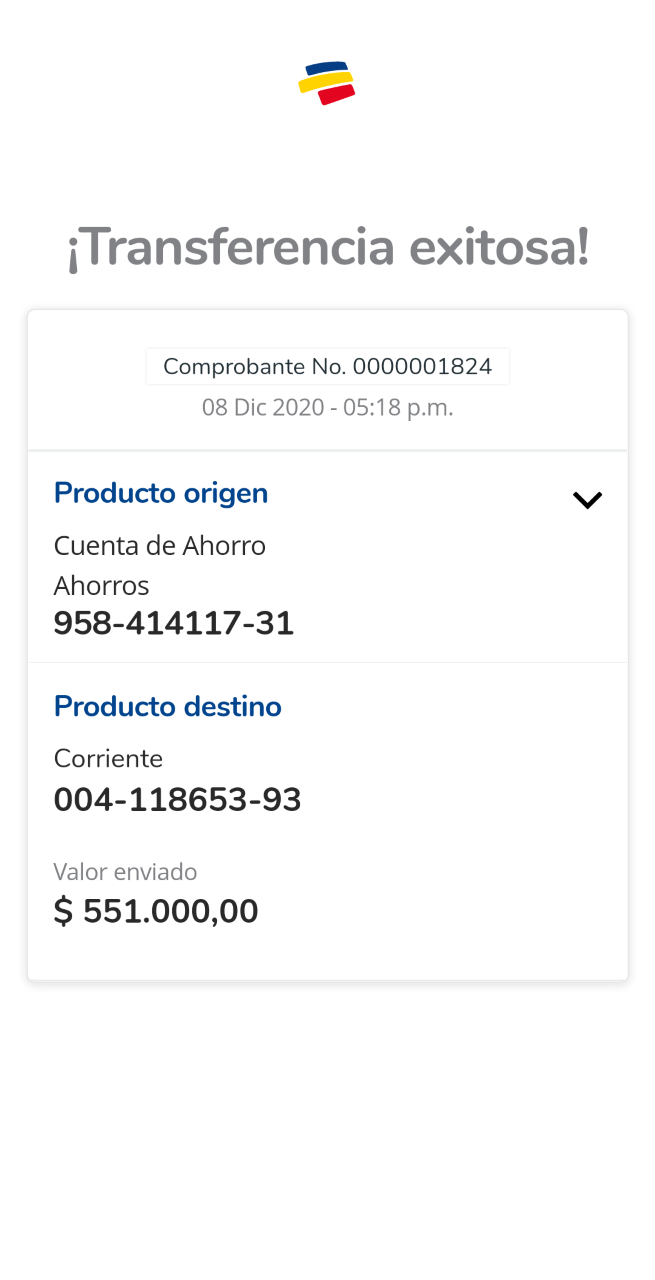 ¡Transferencia exitosa!
Comprobante No. 0000001824
08 Dic 2020 - 05:18 p.m.
Producto origen
Cuenta de Ahorro
Ahorros
958-414117-31
Producto destino
Corriente
004-118653-93
Valor enviado
$ 551.000,00